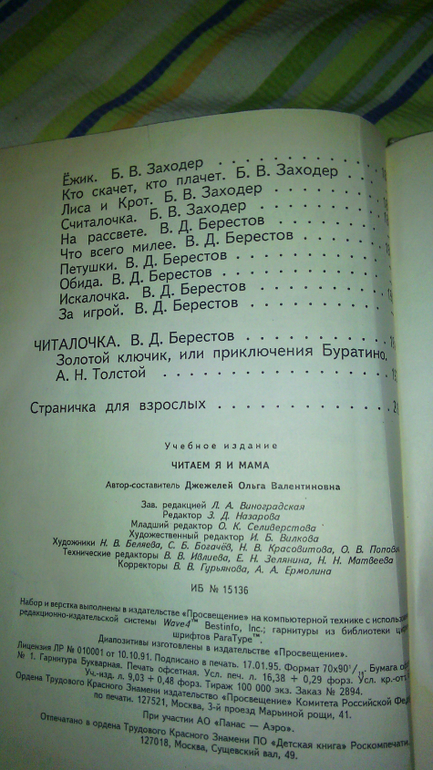 Ёжик. Б. В. Заходер . . . . . . . . . . . .
Кто скачет, кто плачет. Б. В. Заходер . . . .
Лиса и Крот. Б. В. Заходер . . . . . . . .
Считалочка. Б. В. Заходер . . . . . . . . .
На рассвете. В. Д. Берестов . . . . . . . .
Что всего милее. В. Д. Берестов . . . . . .
Петушки. В. Д. Берестов . . . . . . . . . .
Обида. В. Д. Берестов . . . . . . . . . . .
Искалочка. В. Д. Берестов . . . . . . . . .
За игрой. В. Д. Берестов . . . . . . . . . .
ЧИТАЛОЧКА. В. Д. Берестов . . . . . . . . .
Золотой ключик, или приключения Буратино.
А. Н. Толстой . . . . . . . . . . . . . . .
Страничка для взрослых . . . . . . . . . . .
Учебное издание
ЧИТАЕМ Я И МАМА
Автор-составитель Джежелей Ольга Валентиновна
Зав. редакцией Л. А. Виноградская
Редактор З. Д. Назарова
Младший редактор О. К. Селиверстова
Художественный редактор И. Б. Вилкова
Художники Н. В. Беляева, С. Б. Богачёв, Н. В. Красовитова, О. В. Попова
Технические редакторы В. В. Ивлиева, Е. Н. Зелянина, Н. Н. Матвеева
Корректоры В. В. Гурьянова, А. А. Ермолина
ИБ № 15136
Набор и верстка выполнены в издательстве «Просвещение» на компьютерной технике с
редакционно-издательской системы Wave4™ Bestinfo, Inc.; гарнитуры из библиотеки
шрифтов ParaType™.
Диапозитивы изготовлены в издательстве «Просвещение».
Лицензия ЛР № 010001 от 10.10.91. Подписано в печать. 17.01.95. Формат 70х90¹/₁₆. Бумага
№ 1. Гарнитура Букварная. Печать офсетная. Усл. печ. л. 16,38 + 0,29 форз. Усл. кр.-отт.
Уч.-изд. л. 9,03 + 0,48 форз. Тираж 100 000 экз. Заказ № 2894.
Ордена Трудового Красного Знамени издательство «Просвещение» Комитета Российской
по печати. 127521, Москва, 3-й проезд Марьиной рощи, 41.
При участии АО «Панас — Аэро».
Отпечатано в ордена Трудового Красного Знамени ПО «Детская книга» Роскомпечати.
127018, Москва, Сущевский вал, 49.